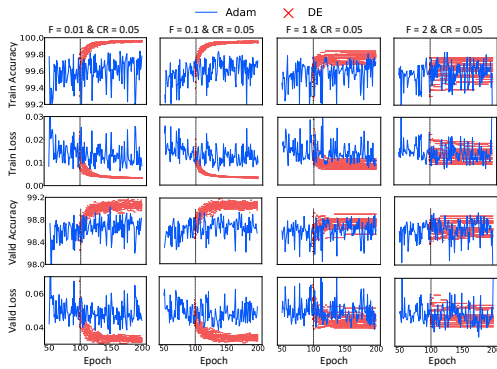 Adam DE
F = 0.01 & CR = 0.05 F = 0.1 & CR = 0.05 F = 1 & CR = 0.05 F = 2 & CR = 0.05
Train Accuracy
100.0
99.8
99.6
99.4
99.2
Train Loss
0.03
0.02
0.01
0.00
Valid Accuracy
99.2
98.8
98.4
98.0
Valid Loss
0.06
0.04
50 100 150 200 50 100 150 200 50 100 150 200 50 100 150 200
Epoch Epoch Epoch Epoch